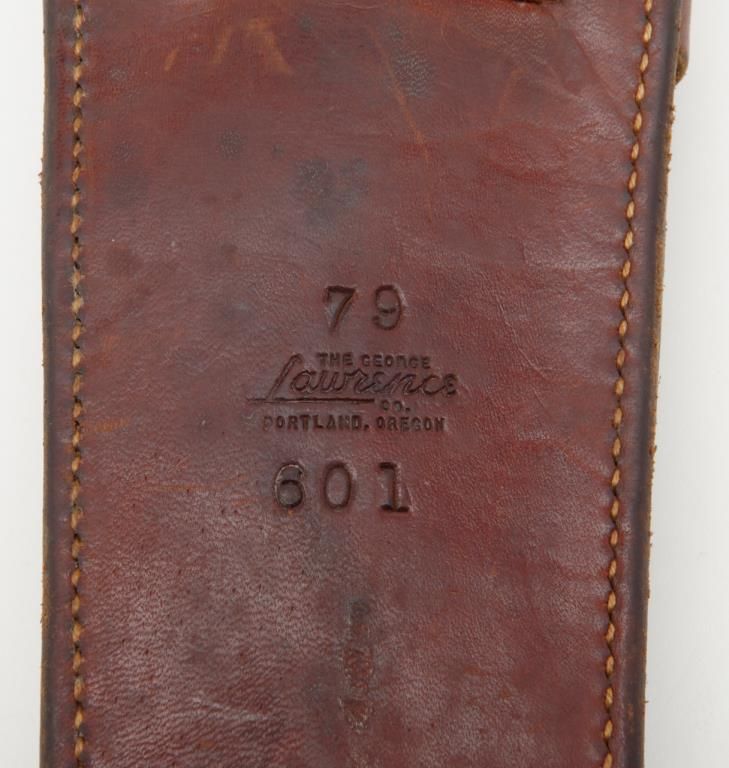 79
THE GEORGE
Lawrence
CO.
PORTLAND, OREGON
601